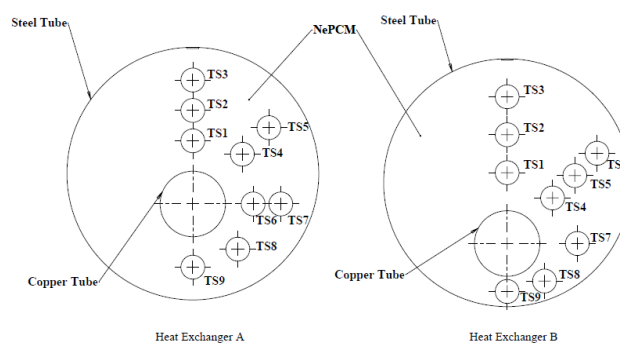 Steel Tube
NePCM
Steel Tube
TS3
TS2
TS1
TS5
TS4
TS6
TS7
TS8
TS9
Copper Tube
Heat Exchanger A
TS3
TS2
TS1
TS
TS5
TS4
TS7
TS8
TS9
Copper Tube
Heat Exchanger B